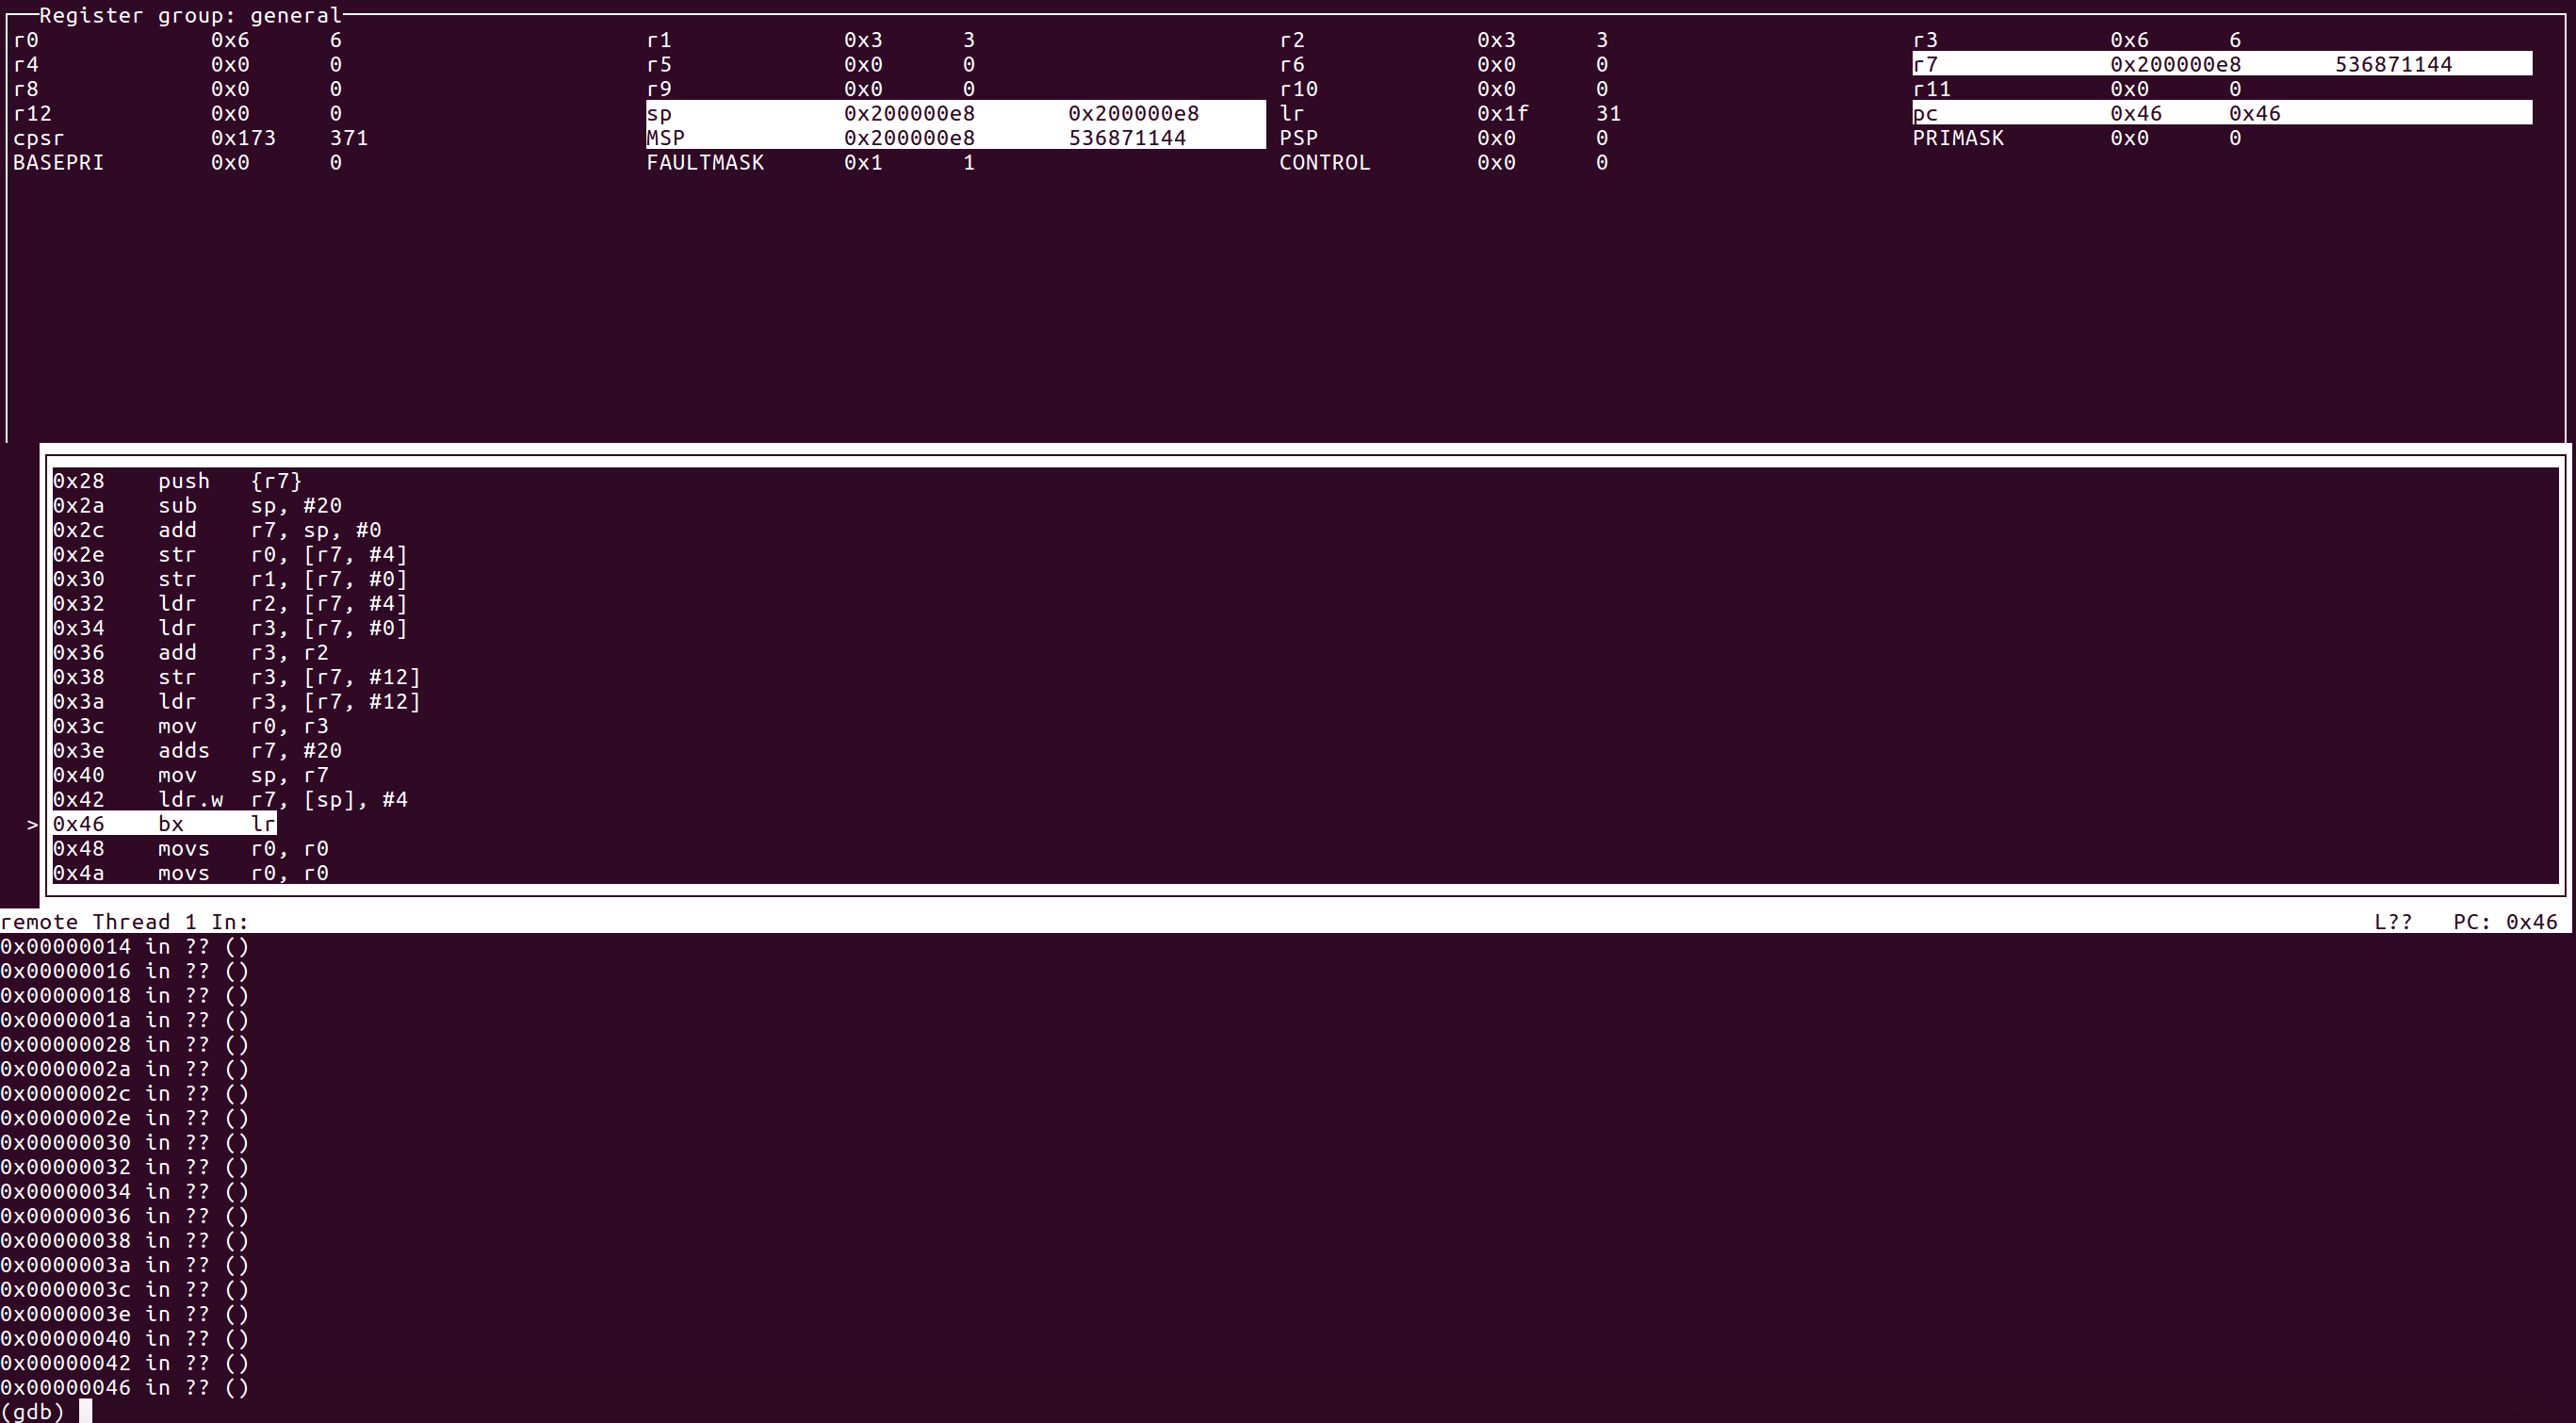 Register group: general
r0 0x6 6 r1 0x3 3 r2 0x3 3 r3 0x6 6
r4 0x0 0 r5 0x0 0 r6 0x0 0 r7 0x200000e8 536871144
r8 0x0 0 r9 0x0 0 r10 0x0 0 r11 0x0 0
r12 0x0 0 sp 0x200000e8 0x200000e8 lr 0x1f 31 pc 0x46 0x46
cpsr 0x173 371 MSP 0x200000e8 536871144 PSP 0x0 0 PRIMASK 0x0 0
BASEPRI 0x0 0 FAULTMASK 0x1 1 CONTROL 0x0 0
0x28 push {r7}
0x2a sub sp, #20
0x2c add r7, sp, #0
0x2e str r0, [r7, #4]
0x30 str r1, [r7, #0]
0x32 ldr r2, [r7, #4]
0x34 ldr r3, [r7, #0]
0x36 add r3, r2
0x38 str r3, [r7, #12]
0x3a ldr r3, [r7, #12]
0x3c mov r0, r3
0x3e adds r7, #20
0x40 mov sp, r7
0x42 ldr.w r7, [sp], #4
> 0x46 bx lr
0x48 movs r0, r0
0x4a movs r0, r0
remote Thread 1 In: L?? PC: 0x46
0x00000014 in ?? ()
0x00000016 in ?? ()
0x00000018 in ?? ()
0x0000001a in ?? ()
0x00000028 in ?? ()
0x0000002a in ?? ()
0x0000002c in ?? ()
0x0000002e in ?? ()
0x00000030 in ?? ()
0x00000032 in ?? ()
0x00000034 in ?? ()
0x00000036 in ?? ()
0x00000038 in ?? ()
0x0000003a in ?? ()
0x0000003c in ?? ()
0x0000003e in ?? ()
0x00000040 in ?? ()
0x00000042 in ?? ()
0x00000046 in ?? ()
(gdb)